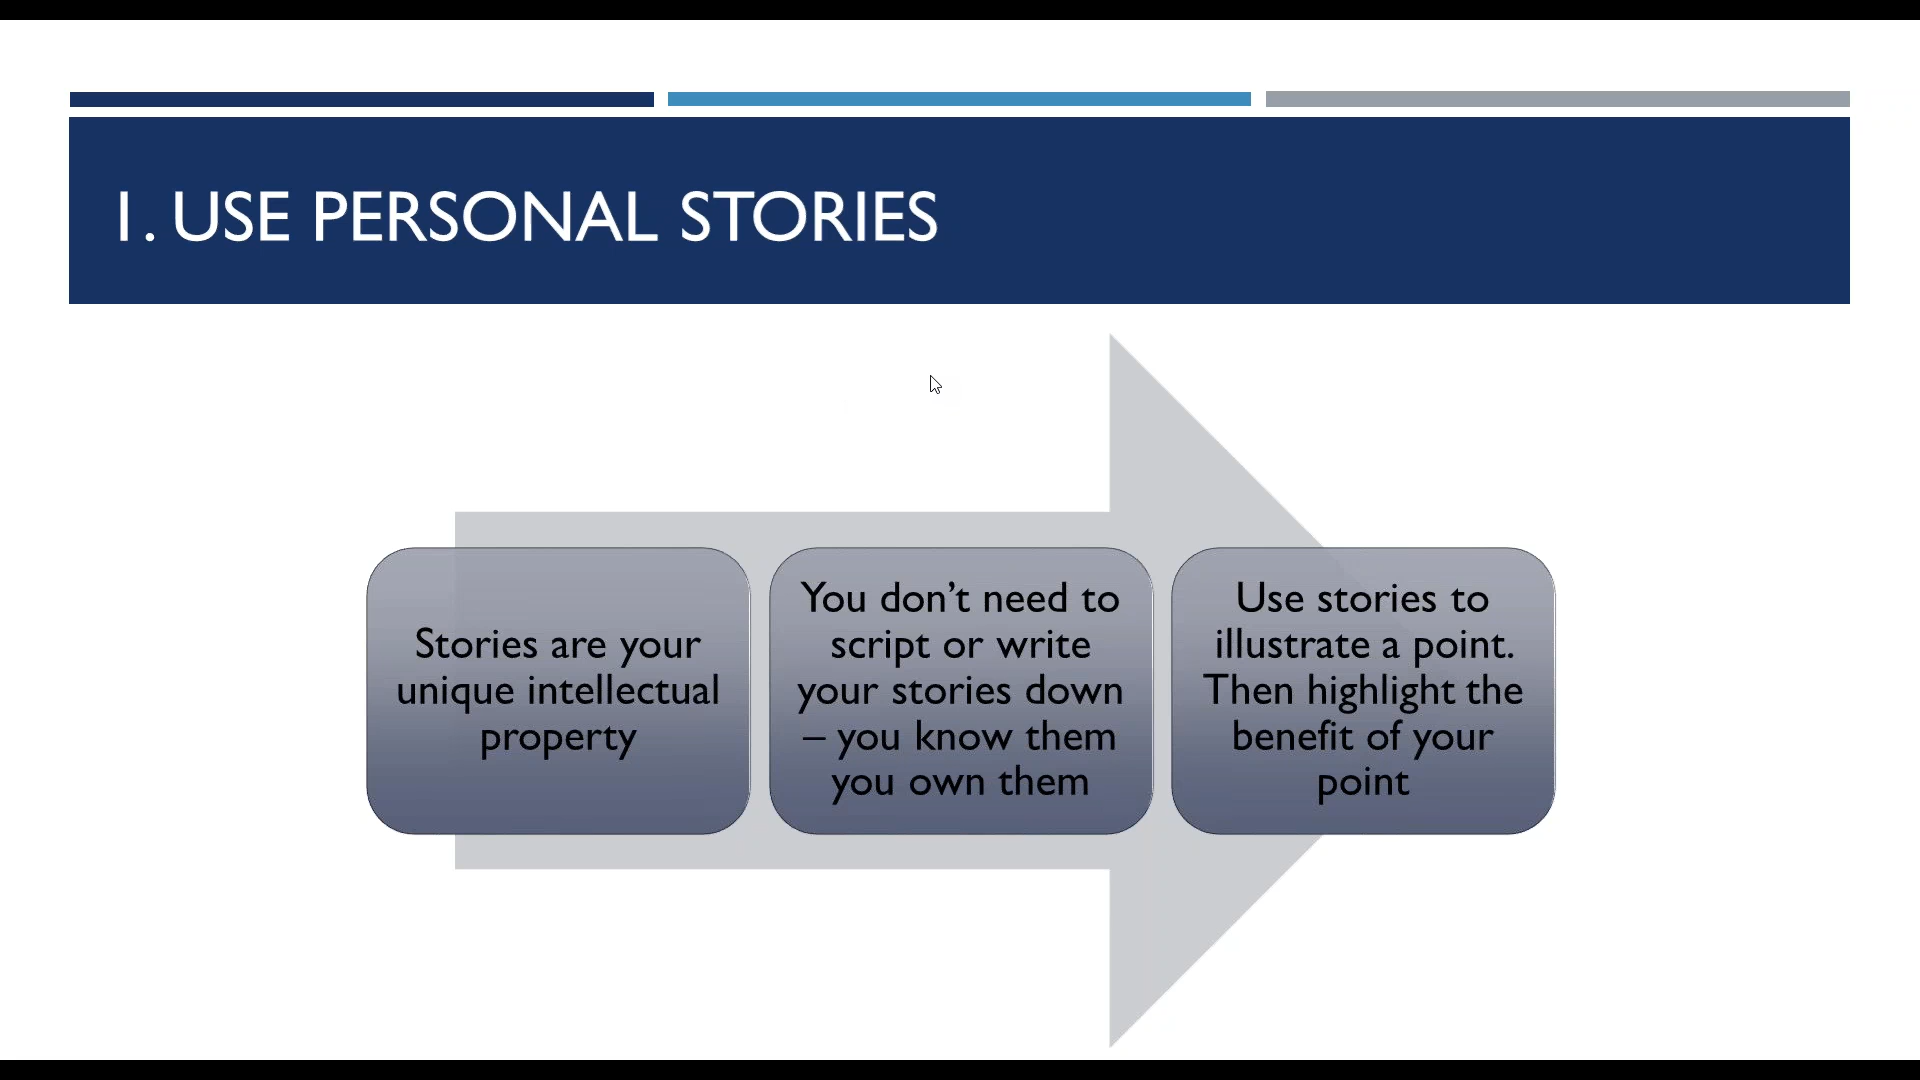 1. USE PERSONAL STORIES
Stories are your
unique intellectual
property
You don’t need to
script or write
your stories down
– you know them
you own them
Use stories to
illustrate a point.
Then highlight the
benefit of your
point